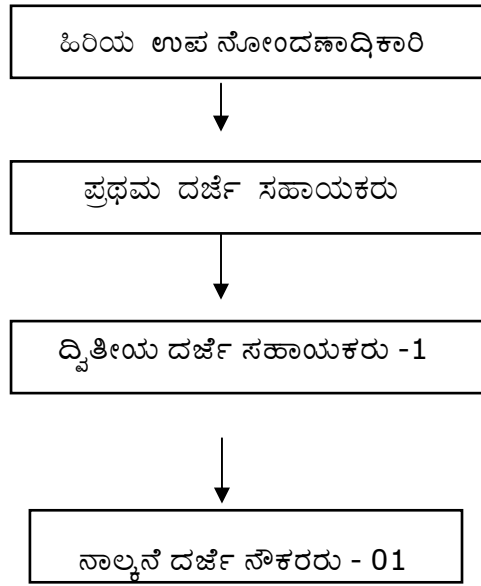 ಹಿರಿಯ ಉಪ ನೋಂದಣಾಧಿಕಾರಿ
ಪ್ರಥಮ ದರ್ಜೆ ಸಹಾಯಕರು
ದ್ವಿತೀಯ ದರ್ಜೆ ಸಹಾಯಕರು -1
ನಾಲ್ಕನೆ ದರ್ಜೆ ನೌಕರರು - 01